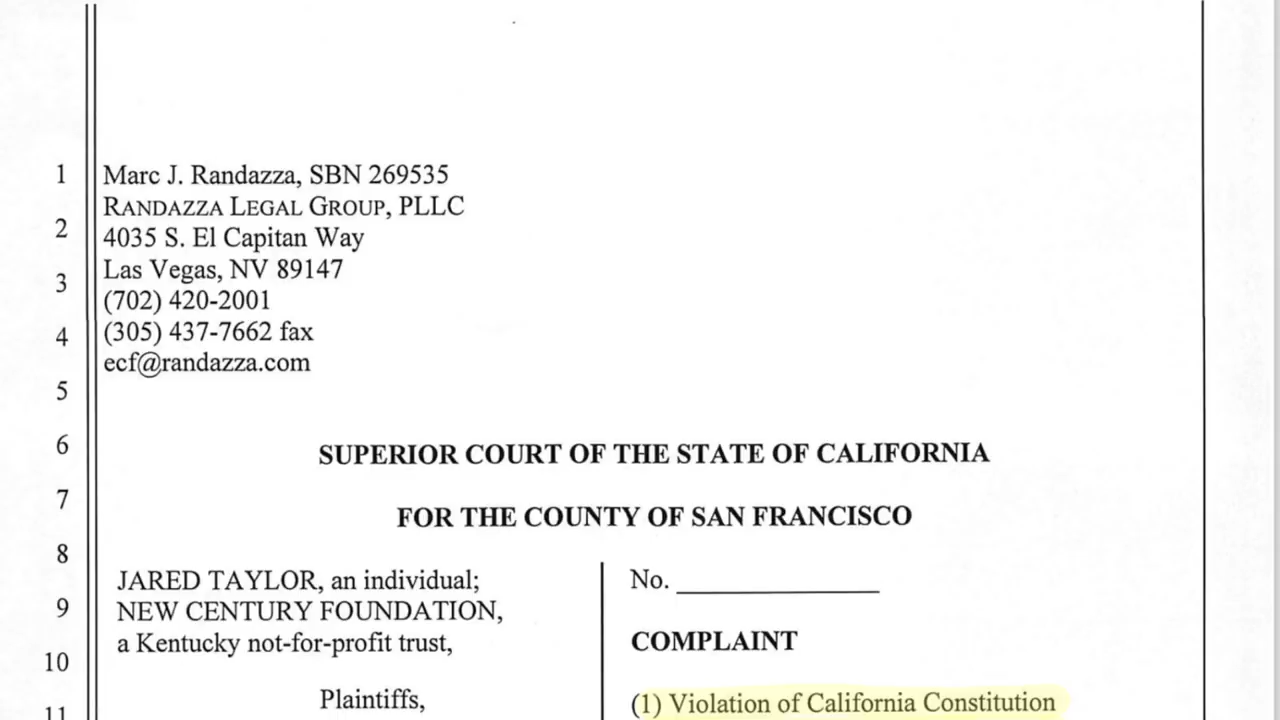 1 Marc J. Randazza, SBN 269535
RANDAZZA LEGAL GROUP, PLLC
2 4035 S. El Capitan Way
Las Vegas, NV 89147
3 (702) 420-2001
4 (305) 437-7662 fax
ecf@randazza.com
5
6 SUPERIOR COURT OF THE STATE OF CALIFORNIA
7 FOR THE COUNTY OF SAN FRANCISCO
8
JARED TAYLOR, an individual;
9 NEW CENTURY FOUNDATION,
a Kentucky not-for-profit trust,
10
Plaintiffs,
11
No.
COMPLAINT
(1) Violation of California Constitution